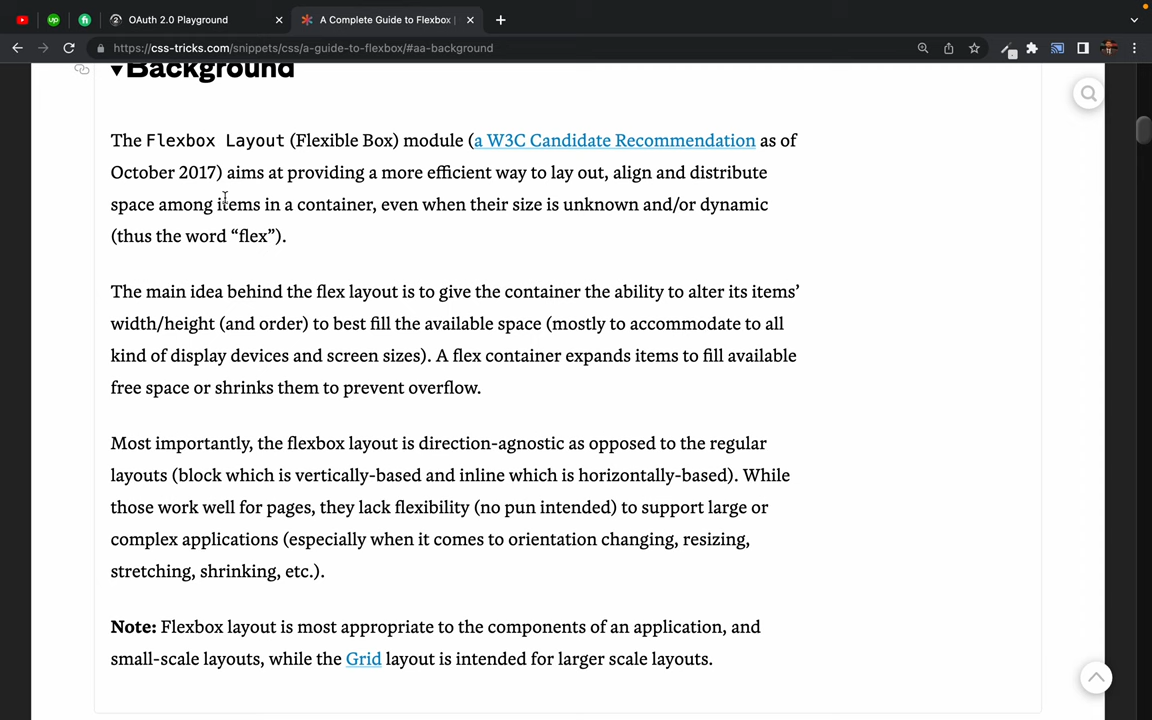 OAuth 2.0 Playground
A Complete Guide to Flexbox |
https://css-tricks.com/snippets/css/a-guide-to-flexbox/#aa-background
Background
The Flexbox Layout (Flexible Box) module (a W3C Candidate Recommendation as of
October 2017) aims at providing a more efficient way to lay out, align and distribute
space among items in a container, even when their size is unknown and/or dynamic
(thus the word “flex”).
The main idea behind the flex layout is to give the container the ability to alter its items’
width/height (and order) to best fill the available space (mostly to accommodate to all
kind of display devices and screen sizes). A flex container expands items to fill available
free space or shrinks them to prevent overflow.
Most importantly, the flexbox layout is direction-agnostic as opposed to the regular
layouts (block which is vertically-based and inline which is horizontally-based). While
those work well for pages, they lack flexibility (no pun intended) to support large or
complex applications (especially when it comes to orientation changing, resizing,
stretching, shrinking, etc.).
Note: Flexbox layout is most appropriate to the components of an application, and
small-scale layouts, while the Grid layout is intended for larger scale layouts.